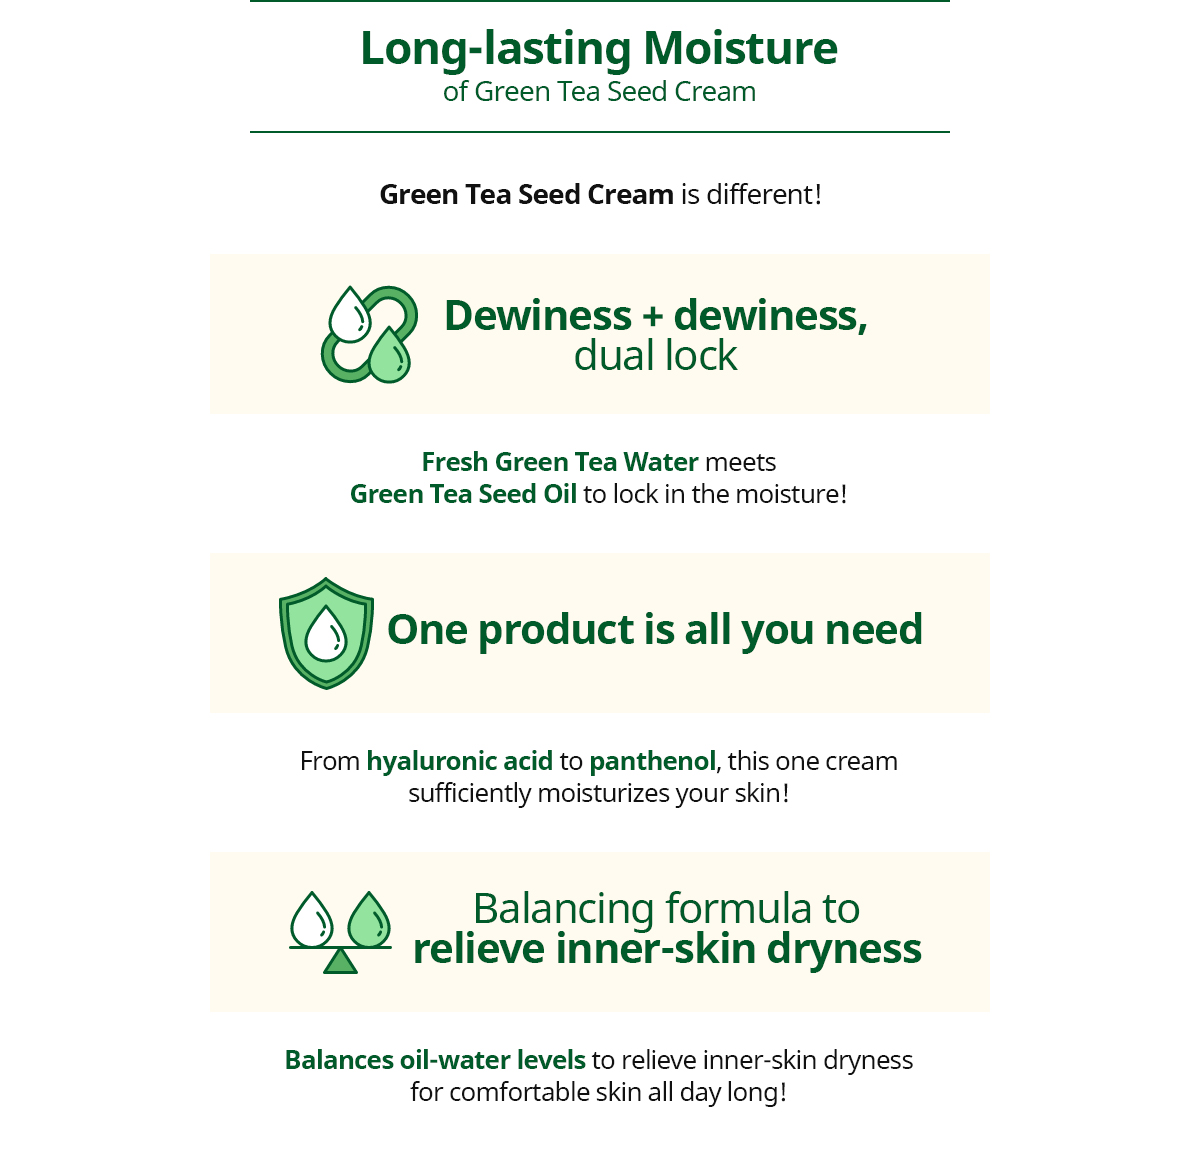 Long-lasting Moisture
of Green Tea Seed Cream
Green Tea Seed Cream is different!
Dewiness + dewiness,
dual lock
Fresh Green Tea Water meets
Green Tea Seed Oil to lock in the moisture!
One product is all you need
From hyaluronic acid to panthenol, this one cream
sufficiently moisturizes your skin!
Balancing formula to
relieve inner-skin dryness
Balances oil-water levels to relieve inner-skin dryness
for comfortable skin all day long!